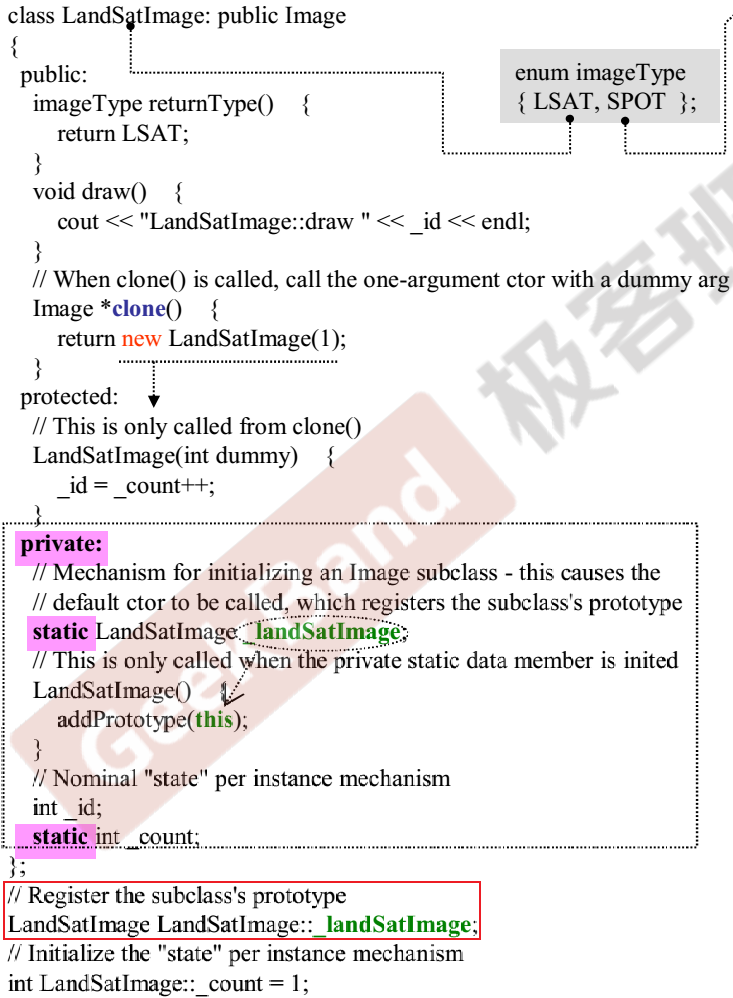 class LandSatImage: public Image
{
public:
imageType returnType() {
return LSAT;
}
enum imageType
{ LSAT, SPOT };
void draw() {
cout << "LandSatImage::draw " << _id << endl;
}
// When clone() is called, call the one-argument ctor with a dummy arg
Image *clone() {
return new LandSatImage(1);
}
protected:
// This is only called from clone()
LandSatImage(int dummy) {
_id = _count++;
}
private:
// Mechanism for initializing an Image subclass - this causes the
// default ctor to be called, which registers the subclass's prototype
static LandSatImage _landSatImage;
// This is only called when the private static data member is inited
LandSatImage() {
addPrototype(this);
}
// Nominal "state" per instance mechanism
int _id;
static int _count;
};
// Register the subclass's prototype
LandSatImage LandSatImage::_landSatImage;
// Initialize the "state" per instance mechanism
int LandSatImage::_count = 1;
GeekBand
极客班